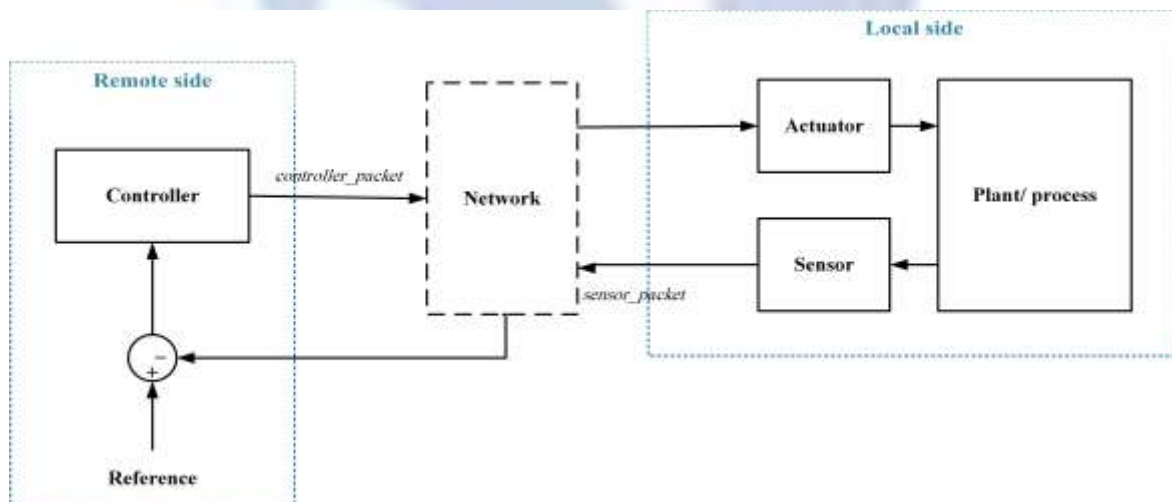 Local side
Remote side
Actuator
Controller
controller_packet
Network
Plant/ process
Sensor
sensor_packet
−
+
Reference